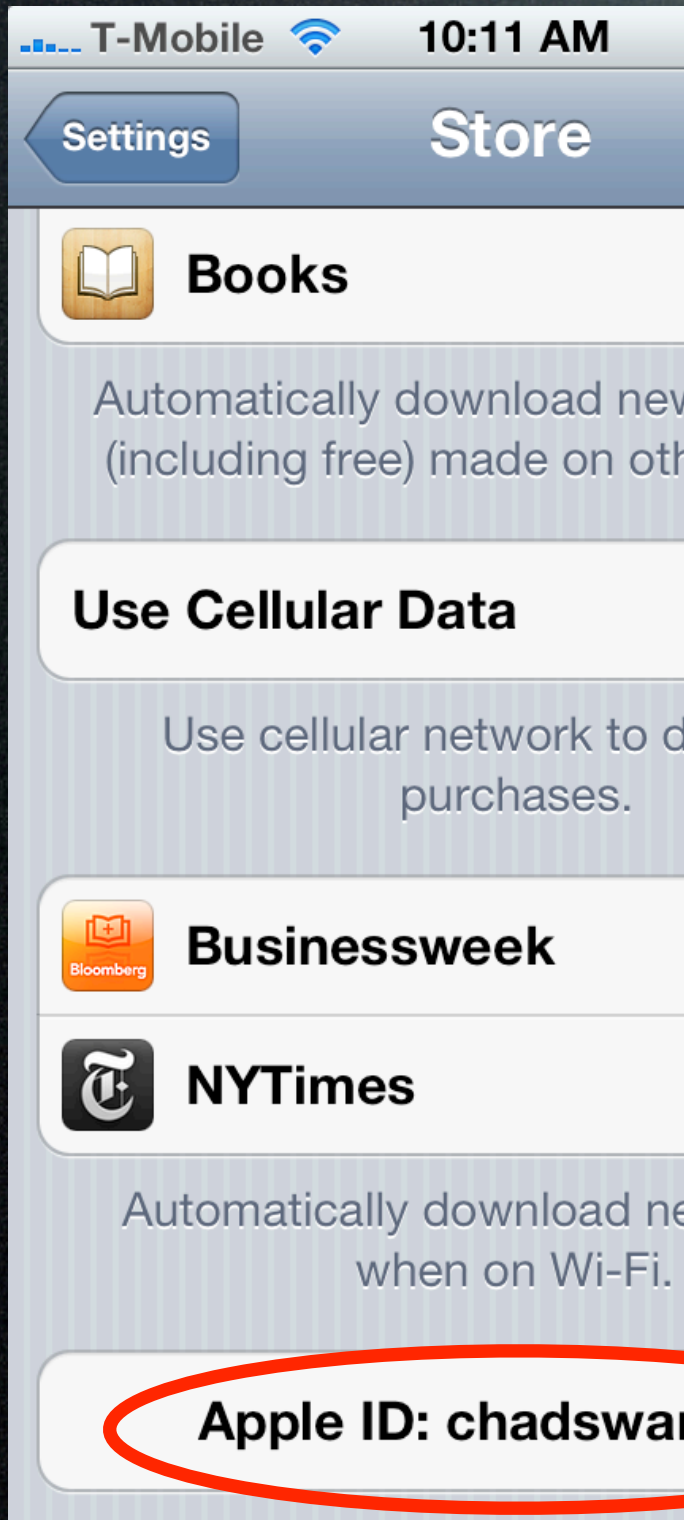 T-Mobile 10:11 AM
Settings Store
Books
Automatically download new
(including free) made on oth
Use Cellular Data
Use cellular network to d
purchases.
Bloomberg
Businessweek
NYTimes
Automatically download ne
when on Wi-Fi.
Apple ID: chadswar